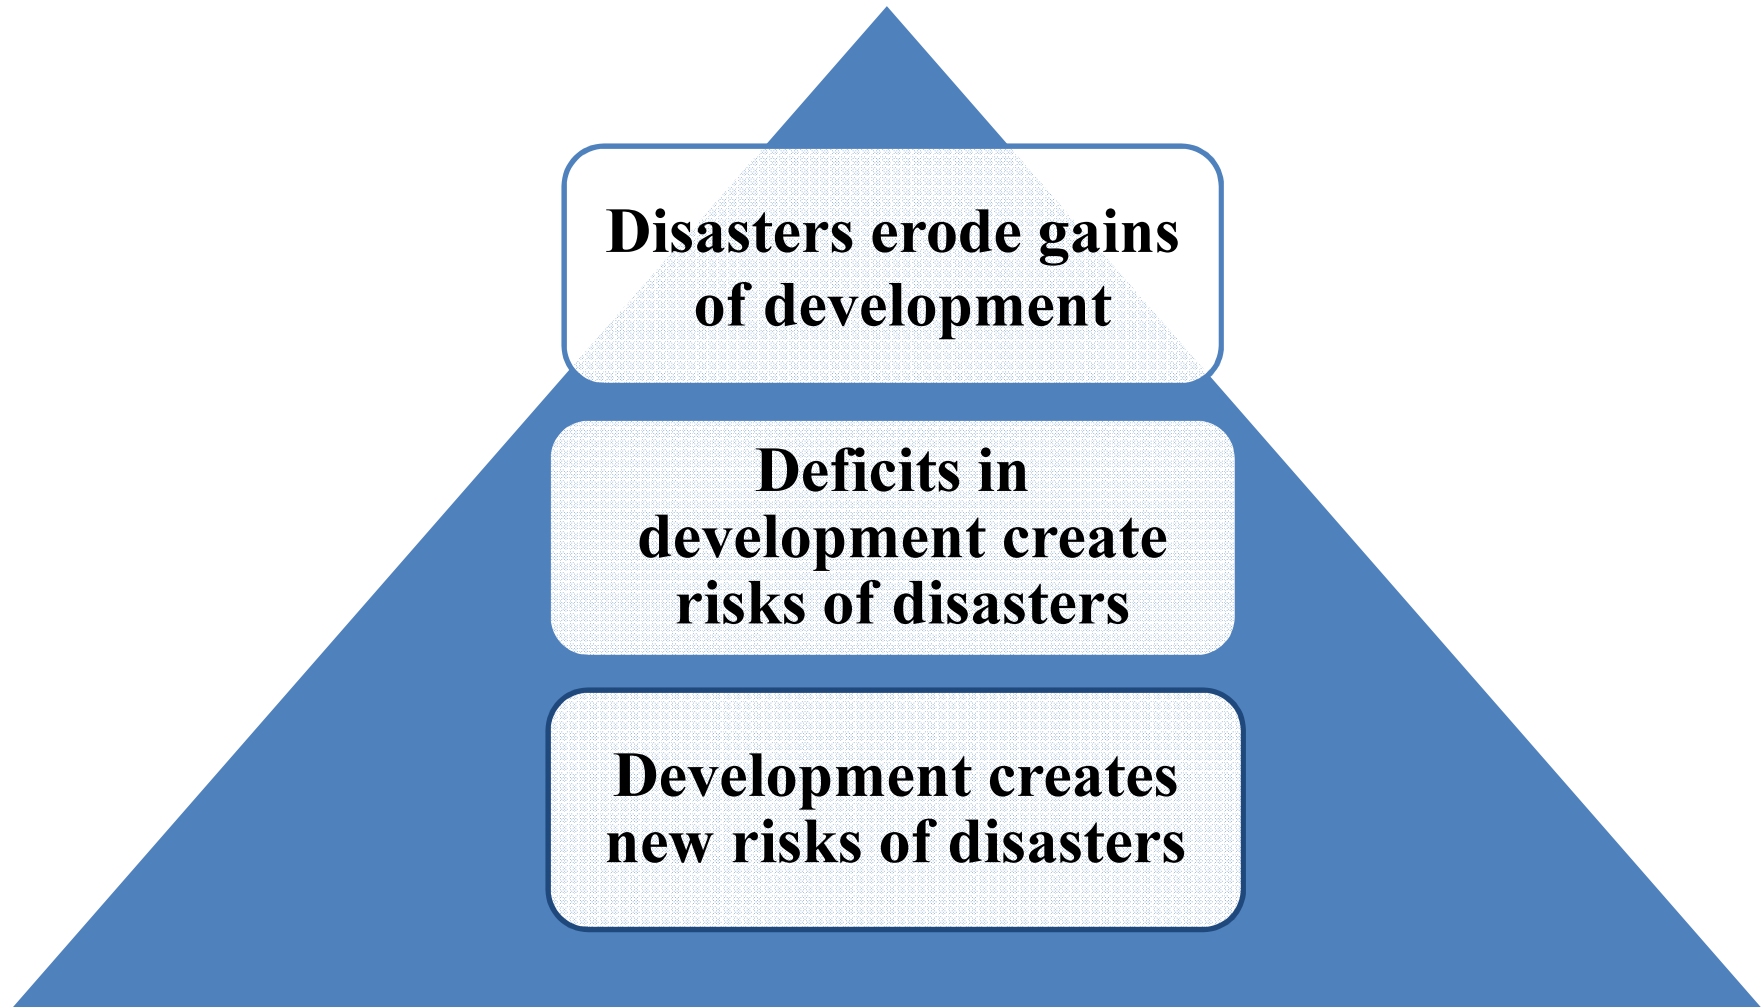 Disasters erode gains
of development
Deficits in
development create
risks of disasters
Development creates
new risks of disasters